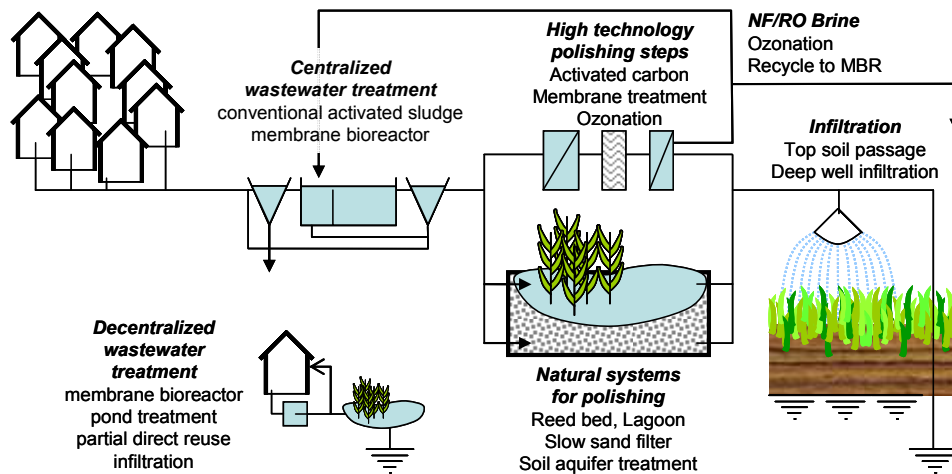 Centralized
wastewater treatment
conventional activated sludge
membrane bioreactor
High technology
polishing steps
Activated carbon
Membrane treatment
Ozonation
NF/RO Brine
Ozonation
Recycle to MBR
Infiltration
Top soil passage
Deep well infiltration
Decentralized
wastewater
treatment
membrane bioreactor
pond treatment
partial direct reuse
infiltration
Natural systems
for polishing
Reed bed, Lagoon
Slow sand filter
Soil aquifer treatment